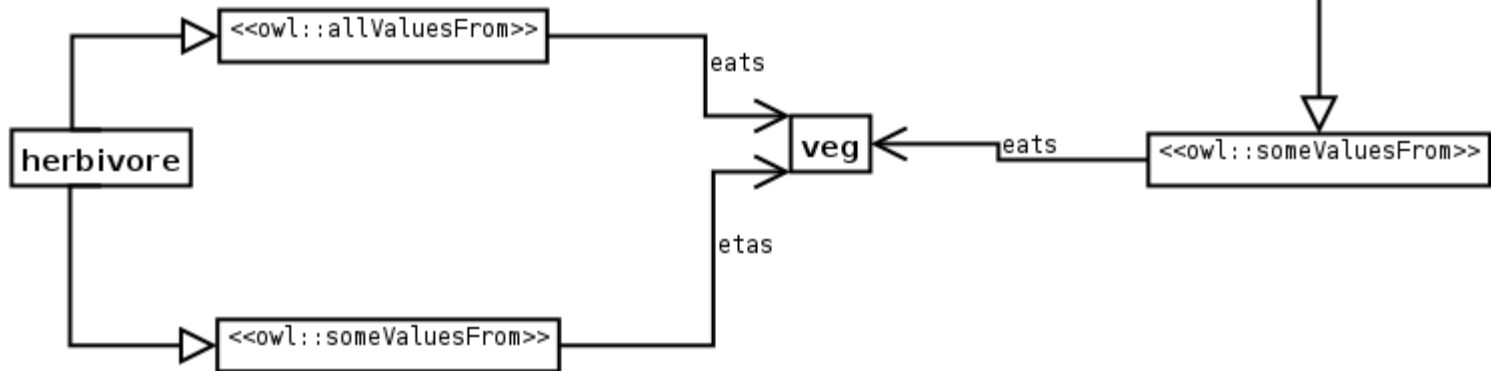 <<owl::allValuesFrom>>
eats
herbivore
veg
eats
<<owl::someValuesFrom>>
etas
<<owl::someValuesFrom>>